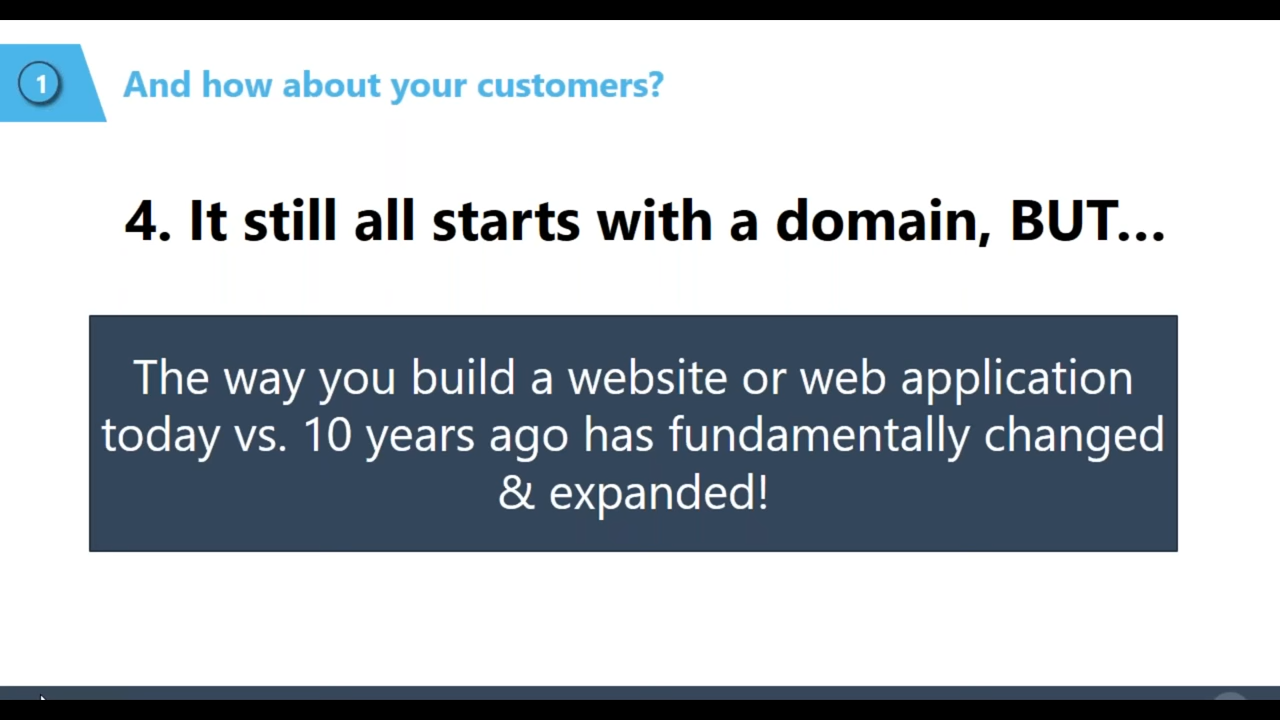 1
And how about your customers?
4. It still all starts with a domain, BUT...
The way you build a website or web application
today vs. 10 years ago has fundamentally changed
& expanded!